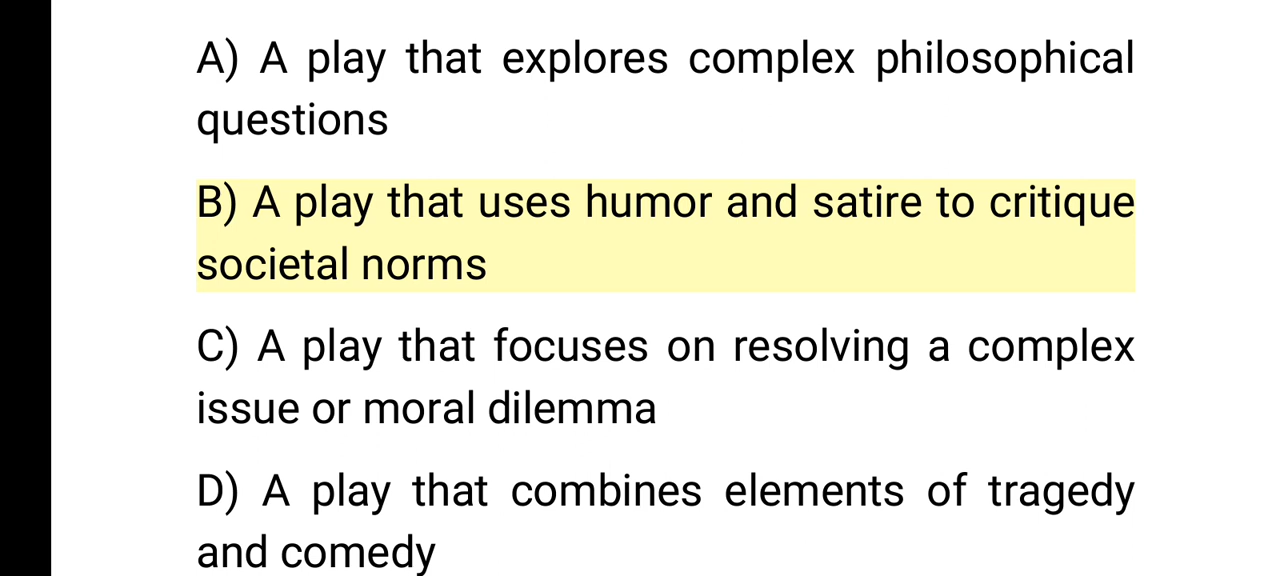 A) A play that explores complex philosophical
questions
B) A play that uses humor and satire to critique
societal norms
C) A play that focuses on resolving a complex
issue or moral dilemma
D) A play that combines elements of tragedy
and comedy